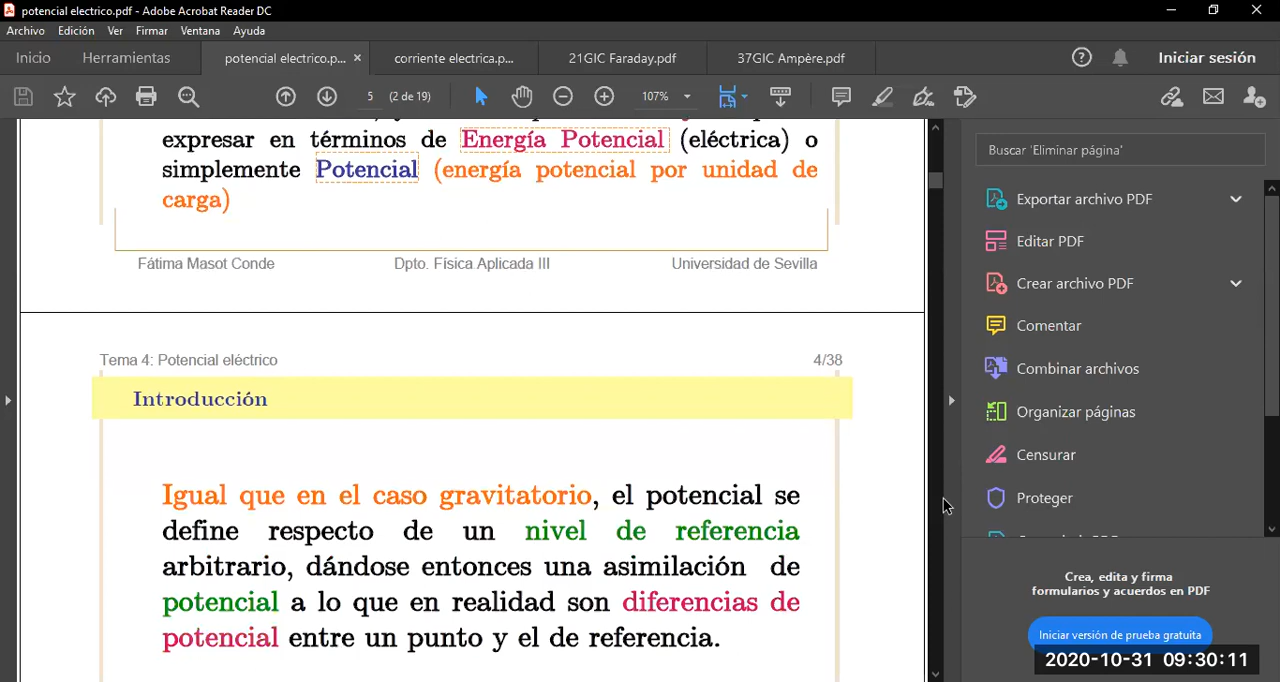 potencial electrico.pdf - Adobe Acrobat Reader DC
Archivo Edición Ver Firmar Ventana Ayuda
Inicio Herramientas potencial electrico.p... × corriente electrica.p... 21GIC Faraday.pdf 37GIC Ampère.pdf Iniciar sesión
5 (2 de 19) 107%
expresar en términos de Energía Potencial (eléctrica) o
simplemente Potencial (energía potencial por unidad de
carga)
Fátima Masot Conde Dpto. Física Aplicada III Universidad de Sevilla
Tema 4: Potencial eléctrico 4/38
Introducción
Igual que en el caso gravitatorio, el potencial se
define respecto de un nivel de referencia
arbitrario, dándose entonces una asimilación de
potencial a lo que en realidad son diferencias de
potencial entre un punto y el de referencia.
Buscar 'Eliminar página'
Exportar archivo PDF
Editar PDF
Crear archivo PDF
Comentar
Combinar archivos
Organizar páginas
Censurar
Proteger
Crea, edita y firma
formularios y acuerdos en PDF
Iniciar versión de prueba gratuita
2020-10-31 09:30:11